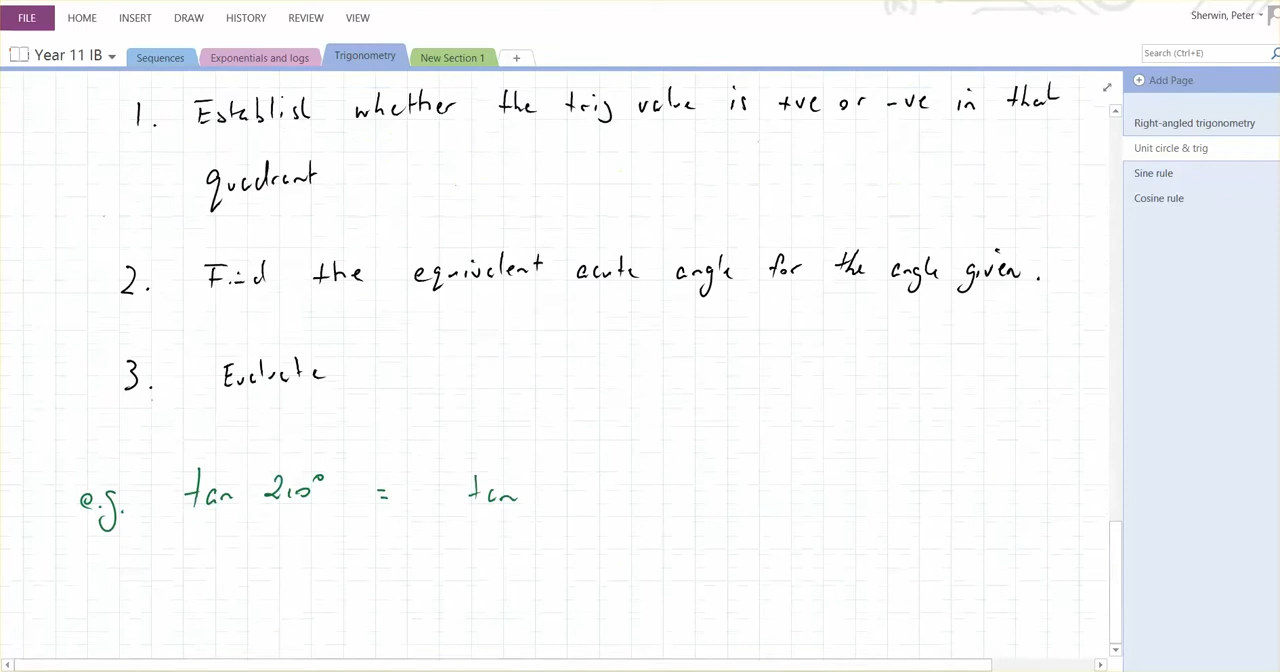 FILE HOME INSERT DRAW HISTORY REVIEW VIEW
Sherwin, Peter
Year 11 IB Sequences Exponentials and logs Trigonometry New Section 1 +
Search (Ctrl+E)
Add Page
Right-angled trigonometry
Unit circle & trig
Sine rule
Cosine rule
1. Establish whether the trig value is +ve or -ve in that
quadrant
2. Find the equivalent acute angle for the angle given.
3. Evaluate
e.g. tan 210° = tan